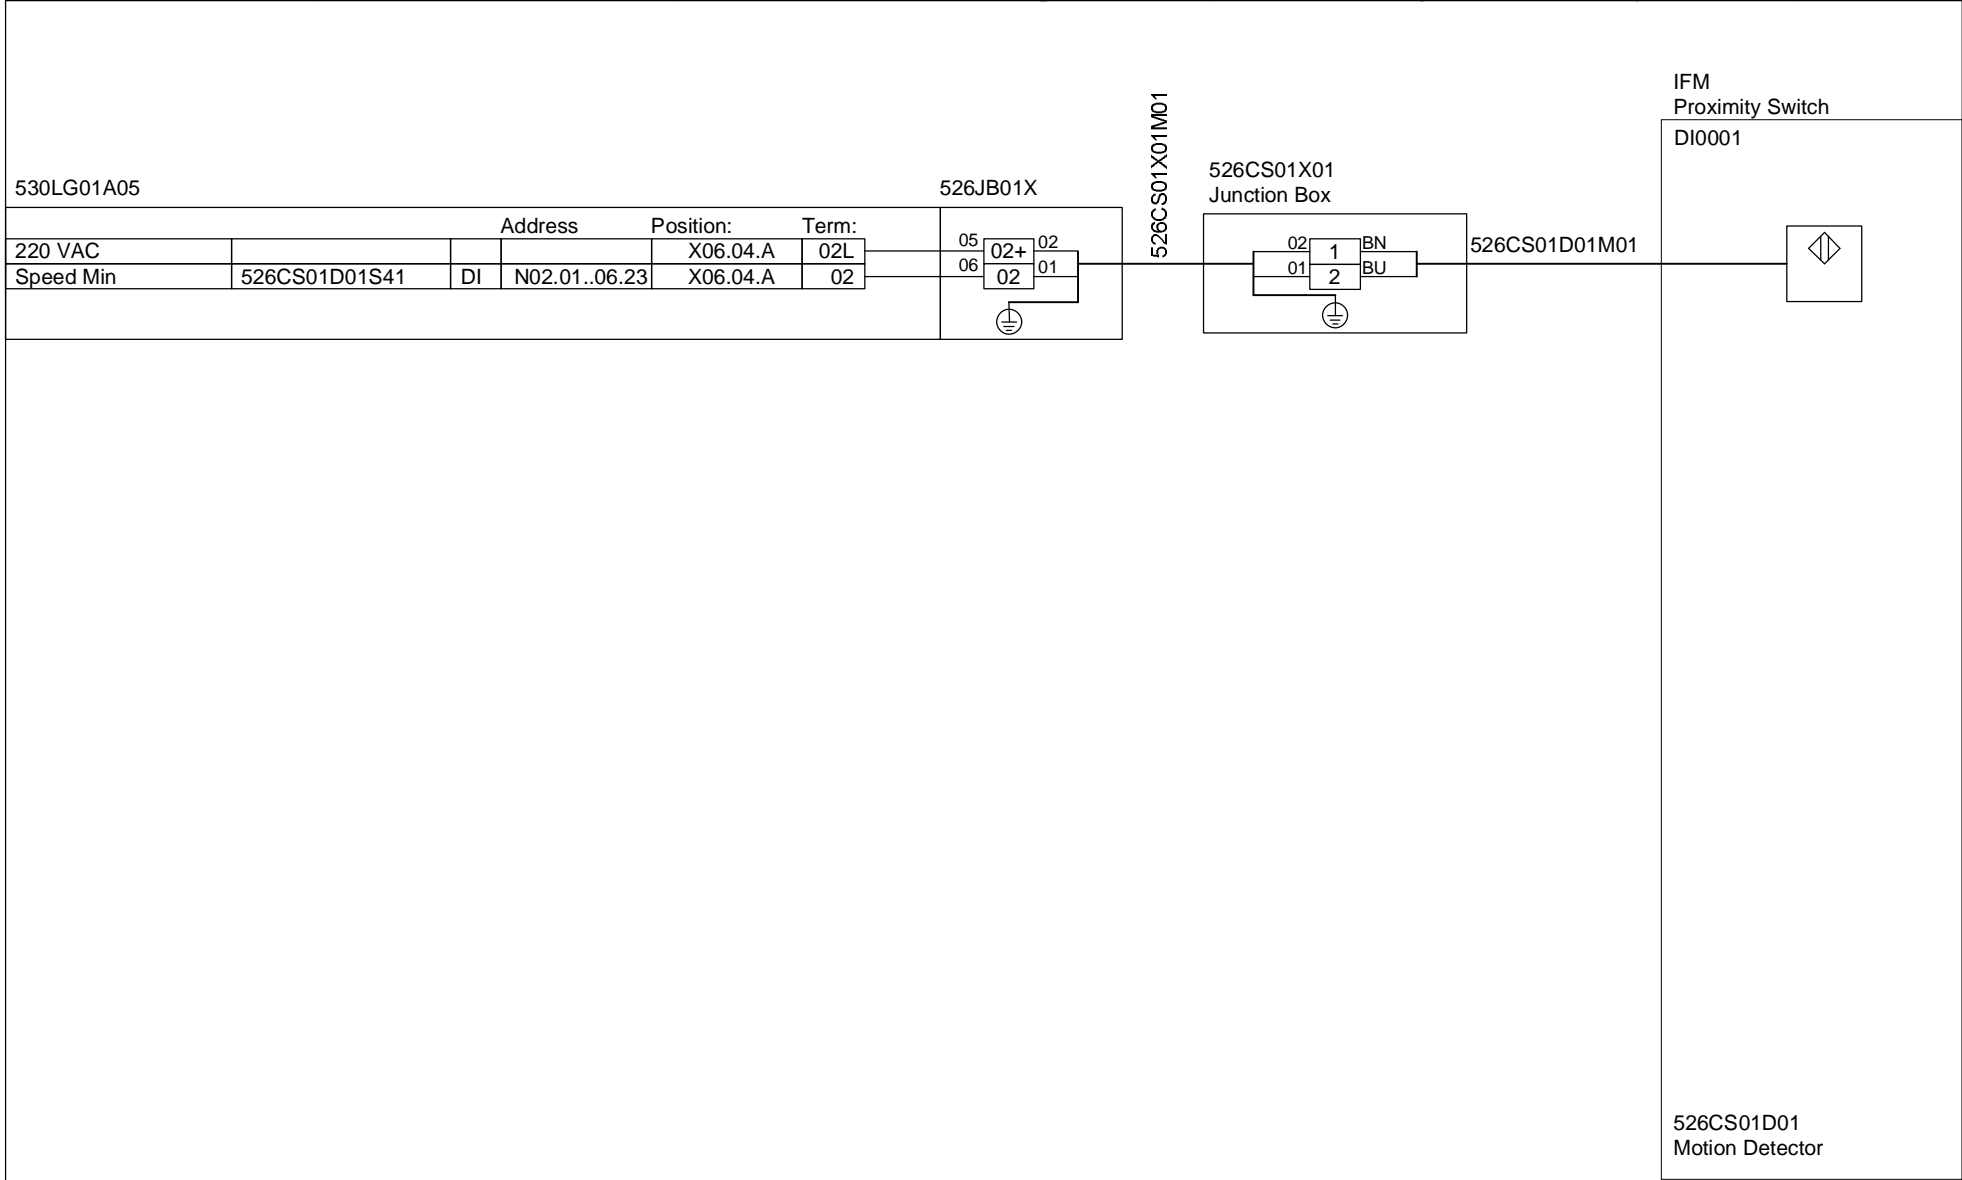 IFM
Proximity Switch
DI0001
526CS01X01M01
526CS01X01
Junction Box
530LG01A05
526JB01X
Address Position: Term:
220 VAC X06.04.A 02L
05 02+ 02
02 1 BN
526CS01D01M01
Speed Min 526CS01D01S41 DI N02.01..06.23 X06.04.A 02
06 02 01
01 2 BU
526CS01D01
Motion Detector